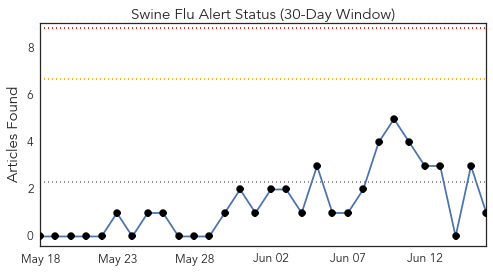 Swine Flu Alert Status (30-Day Window)
Articles Found
8
6
4
2
0
May 18
May 23
May 28
Jun 02
Jun 07
Jun 12